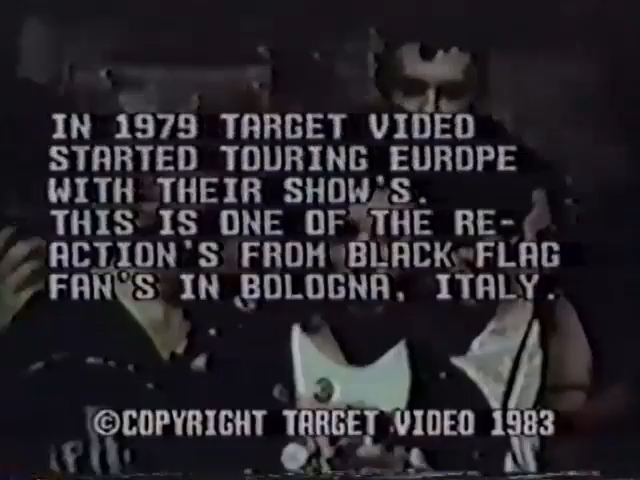 IN 1979 TARGET VIDEO
STARTED TOURING EUROPE
WITH THEIR SHOW'S.
THIS IS ONE OF THE RE-
ACTION'S FROM BLACK FLAG
FAN'S IN BOLOGNA, ITALY.
©COPYRIGHT TARGET VIDEO 1983